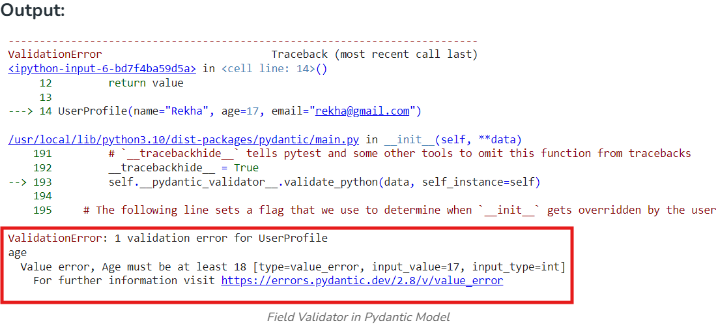 Output:
---------------------------------------------------------------------------
ValidationError                           Traceback (most recent call last)
<ipython-input-6-bd7f4ba59d5a> in <cell line: 14>()
     12         return value
     13
---> 14 UserProfile(name="Rekha", age=17, email="rekha@gmail.com")
/usr/local/lib/python3.10/dist-packages/pydantic/main.py in __init__(self, **data)
    191         # `__tracebackhide__` tells pytest and some other tools to omit this function from tracebacks
    192         __tracebackhide__ = True
--> 193         self.__pydantic_validator__.validate_python(data, self_instance=self)
    194
    195     # The following line sets a flag that we use to determine when `__init__` gets overridden by the user
ValidationError: 1 validation error for UserProfile
age
  Value error, Age must be at least 18 [type=value_error, input_value=17, input_type=int]
    For further information visit https://errors.pydantic.dev/2.8/v/value_error
Field Validator in Pydantic Model